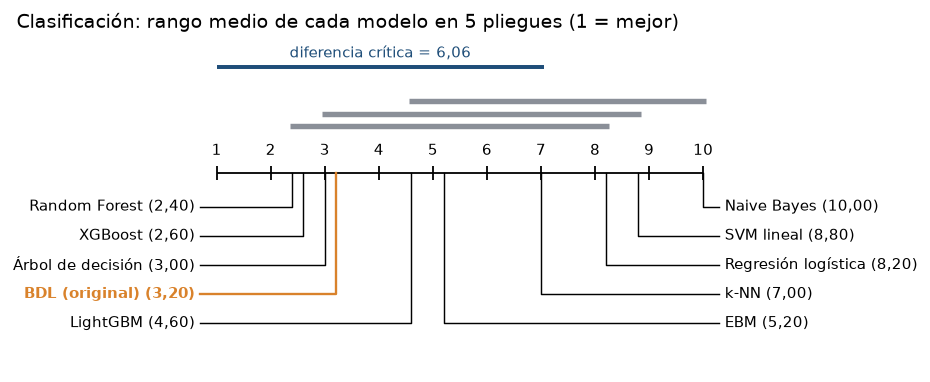 Clasificación: rango medio de cada modelo en 5 pliegues (1 = mejor)
diferencia crítica = 6,06
1 2 3 4 5 6 7 8 9 10
Random Forest (2,40)
XGBoost (2,60)
Árbol de decisión (3,00)
BDL (original) (3,20)
LightGBM (4,60)
Naive Bayes (10,00)
SVM lineal (8,80)
Regresión logística (8,20)
k-NN (7,00)
EBM (5,20)